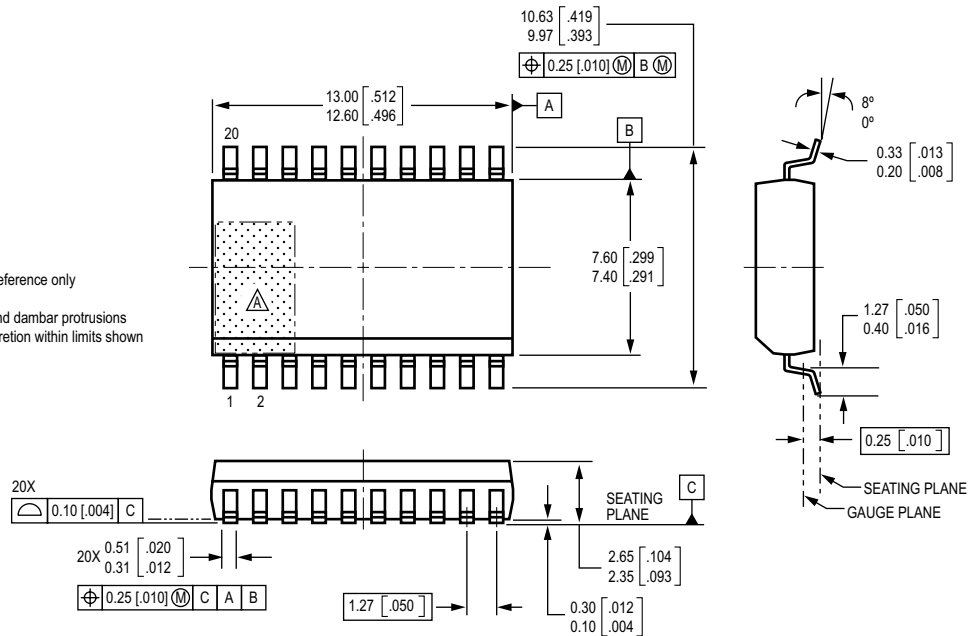 10.63 [.419]
9.97 [.393]
⌖ 0.25 [.010] Ⓜ B Ⓜ
13.00 [.512]
12.60 [.496]
A
B
8º
0º
20
0.33 [.013]
0.20 [.008]
7.60 [.299]
7.40 [.291]
eference only
A
nd dambar protrusions
retion within limits shown
1.27 [.050]
0.40 [.016]
1 2
0.25 [.010]
SEATING PLANE
GAUGE PLANE
20X
⌓ 0.10 [.004] C
SEATING
PLANE
C
20X 0.51 [.020]
0.31 [.012]
2.65 [.104]
2.35 [.093]
⌖ 0.25 [.010] Ⓜ C A B
1.27 [.050]
0.30 [.012]
0.10 [.004]